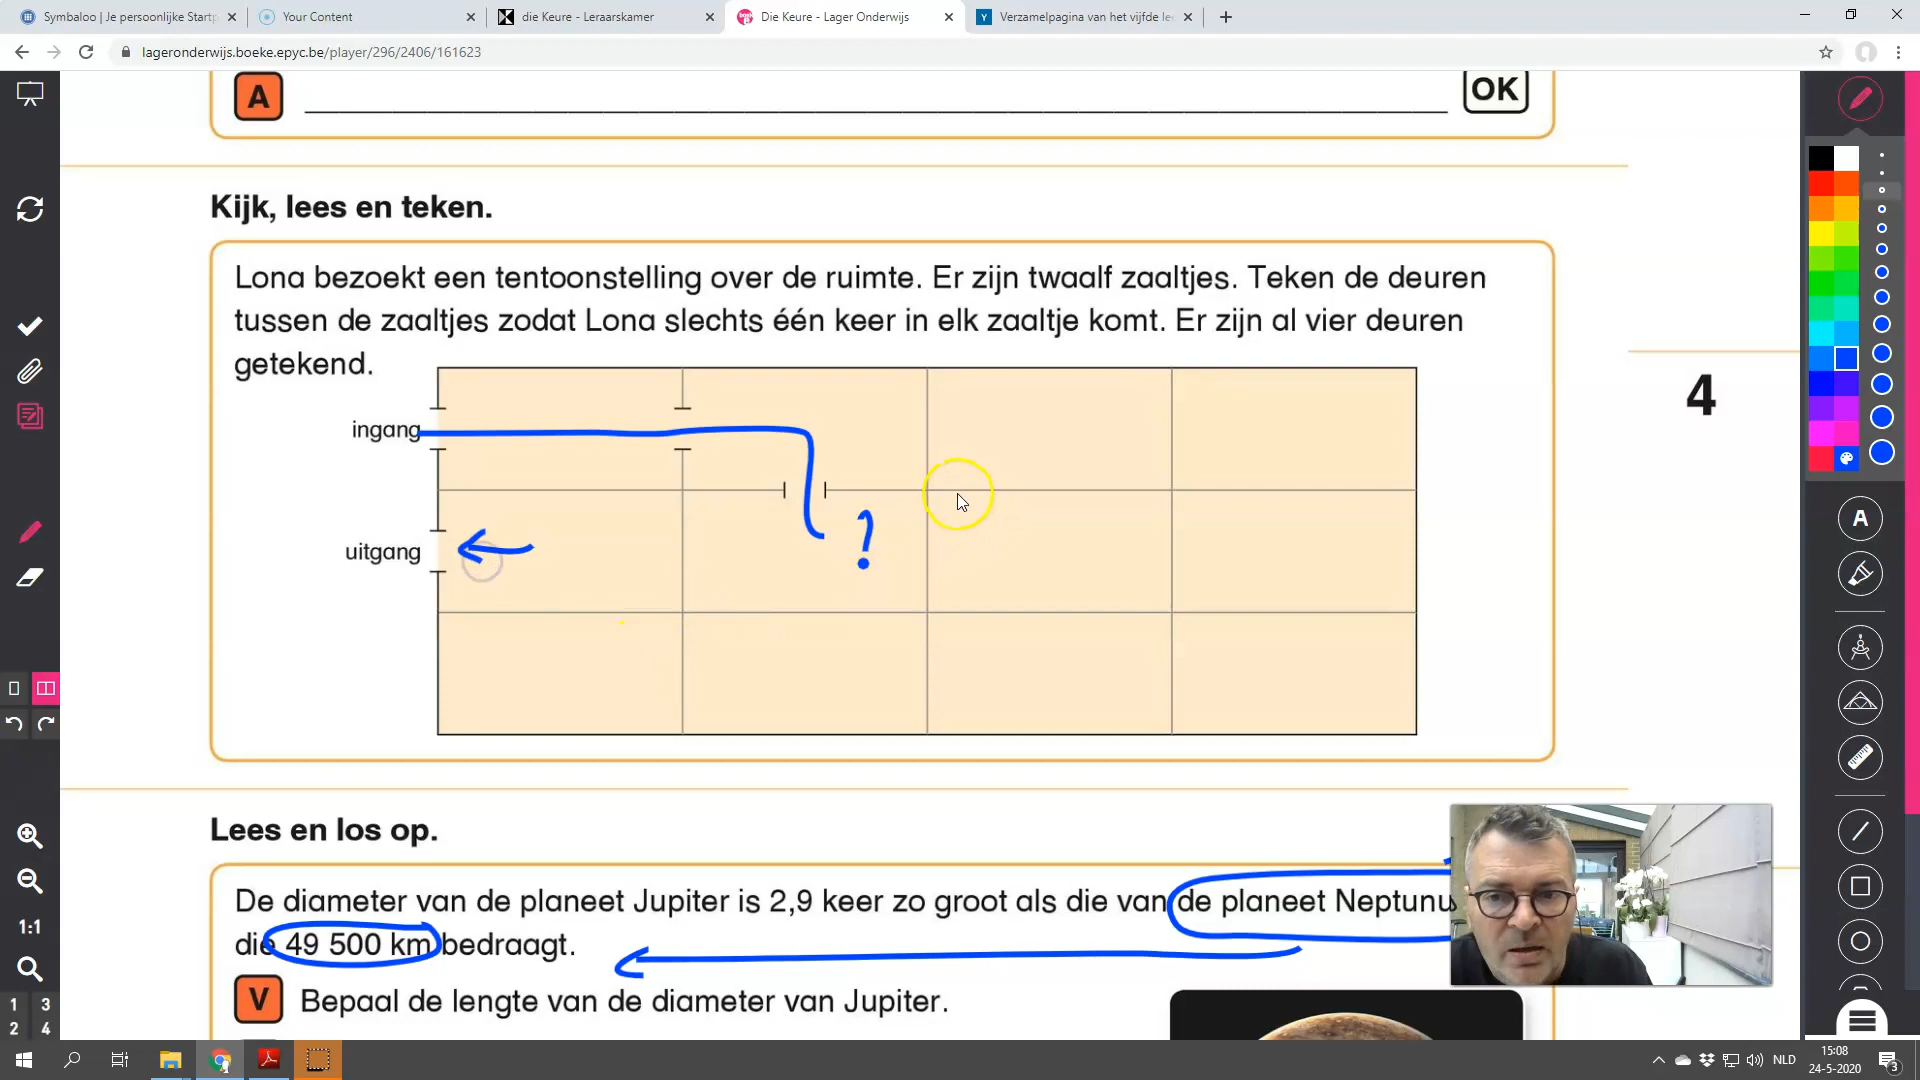 Symbaloo | Je persoonlijke Startp
Your Content
die Keure - Leraarskamer
Die Keure - Lager Onderwijs
Verzamelpagina van het vijfde le
lageronderwijs.boeke.epyc.be/player/296/2406/161623
A
OK
Kijk, lees en teken.
Lona bezoekt een tentoonstelling over de ruimte. Er zijn twaalf zaaltjes. Teken de deuren
tussen de zaaltjes zodat Lona slechts één keer in elk zaaltje komt. Er zijn al vier deuren
getekend.
4
ingang
?
uitgang
Lees en los op.
De diameter van de planeet Jupiter is 2,9 keer zo groot als die van de planeet Neptunu
die 49 500 km bedraagt.
V Bepaal de lengte van de diameter van Jupiter.
A
1:1
1 3
2 4
NLD
15:08
24-5-2020
3